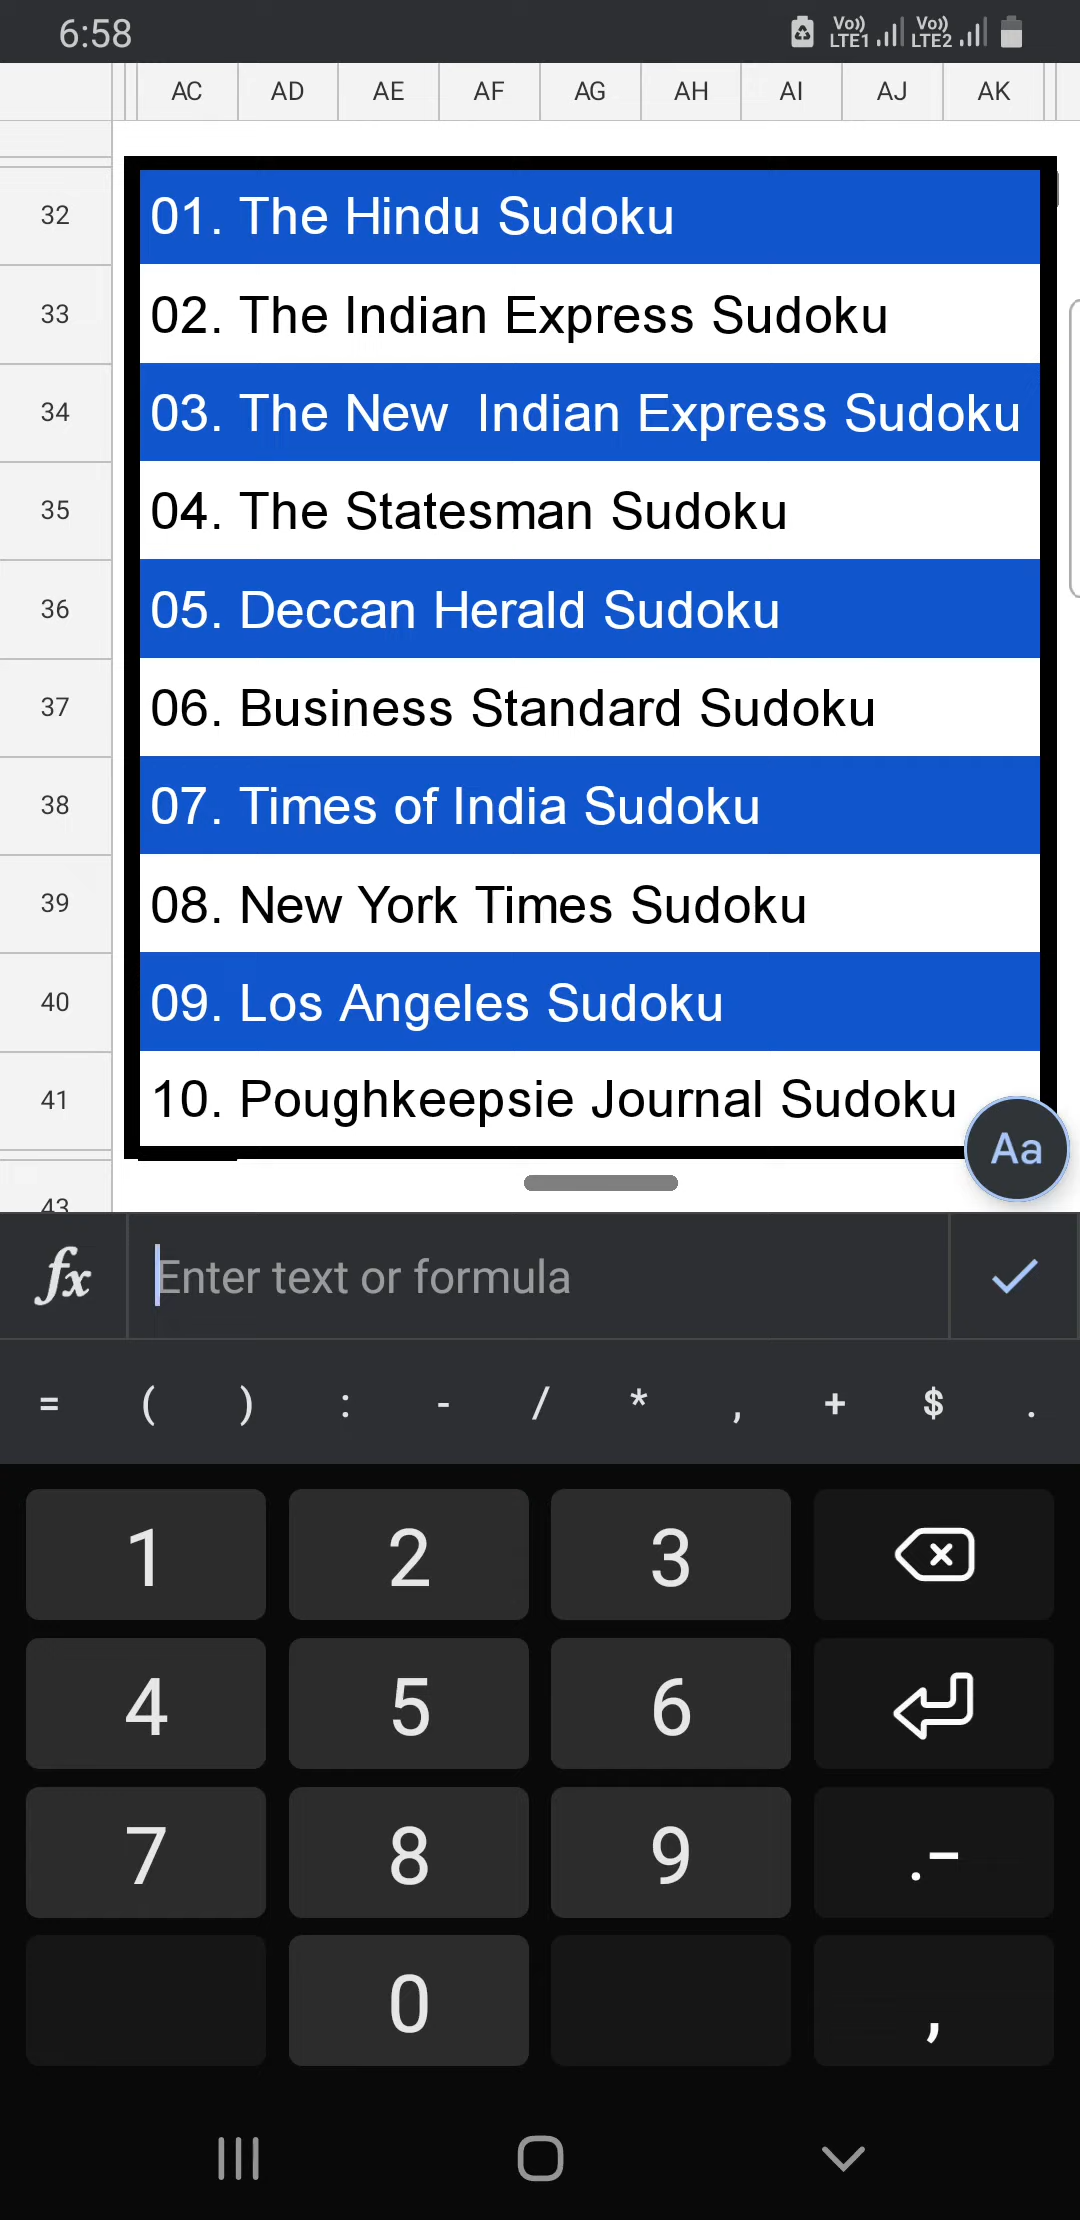 6:58
Vo)) LTE1 Vo)) LTE2
AC AD AE AF AG AH AI AJ AK
32 01. The Hindu Sudoku
33 02. The Indian Express Sudoku
34 03. The New  Indian Express Sudoku
35 04. The Statesman Sudoku
36 05. Deccan Herald Sudoku
37 06. Business Standard Sudoku
38 07. Times of India Sudoku
39 08. New York Times Sudoku
40 09. Los Angeles Sudoku
41 10. Poughkeepsie Journal Sudoku
Aa
43
fx Enter text or formula
= ( ) : - / * , + $ .
1 2 3
4 5 6
7 8 9 .-
0 ,